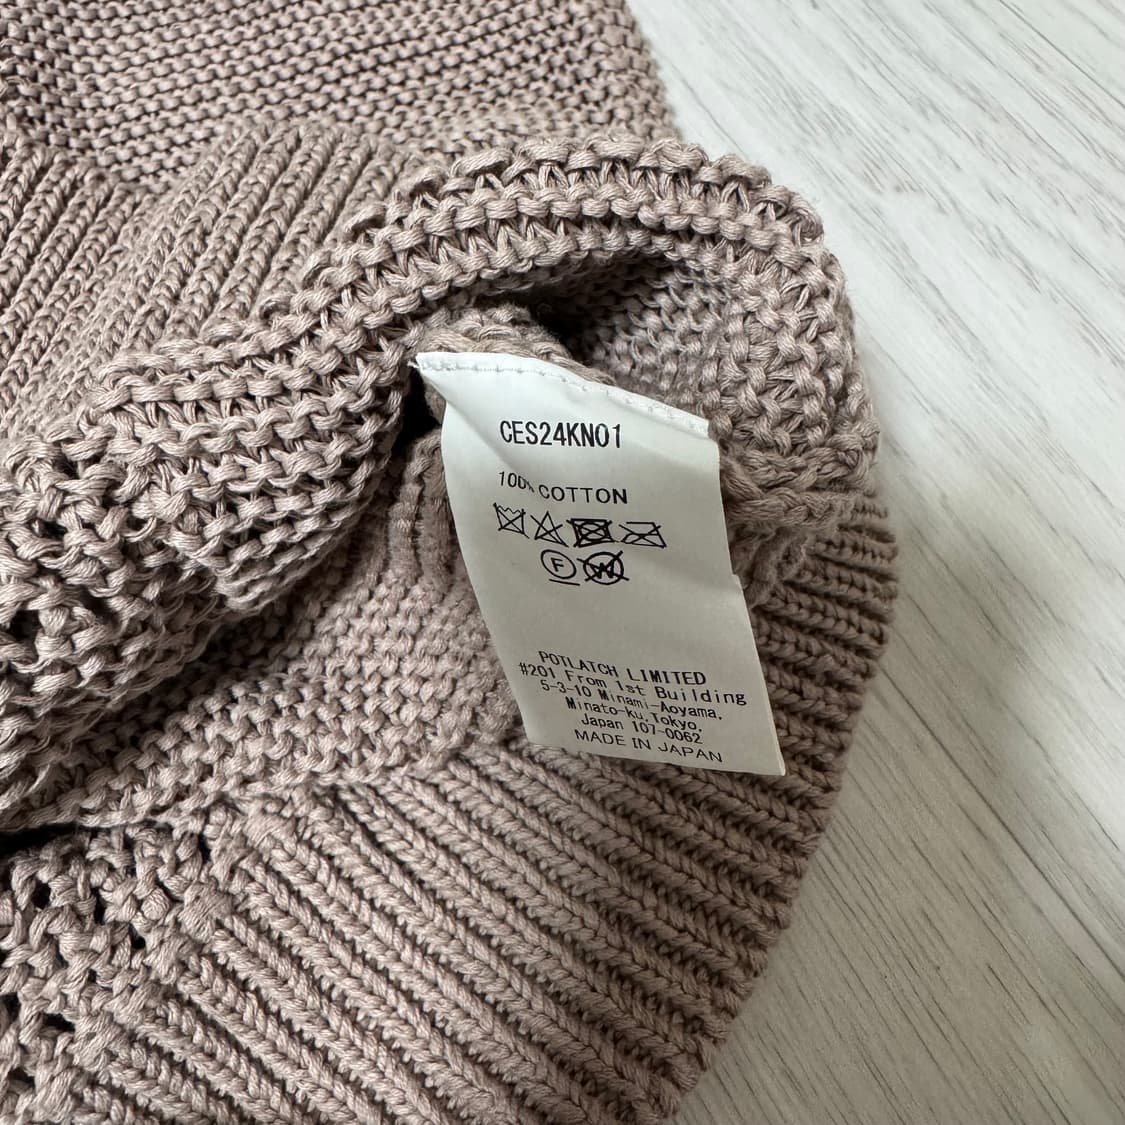 CES24KN01
100% COTTON
F W
POTLATCH LIMITED
#201 From 1st Building
5-3-10 Minami-Aoyama,
Minato-ku,Tokyo,
Japan 107-0062
MADE IN JAPAN